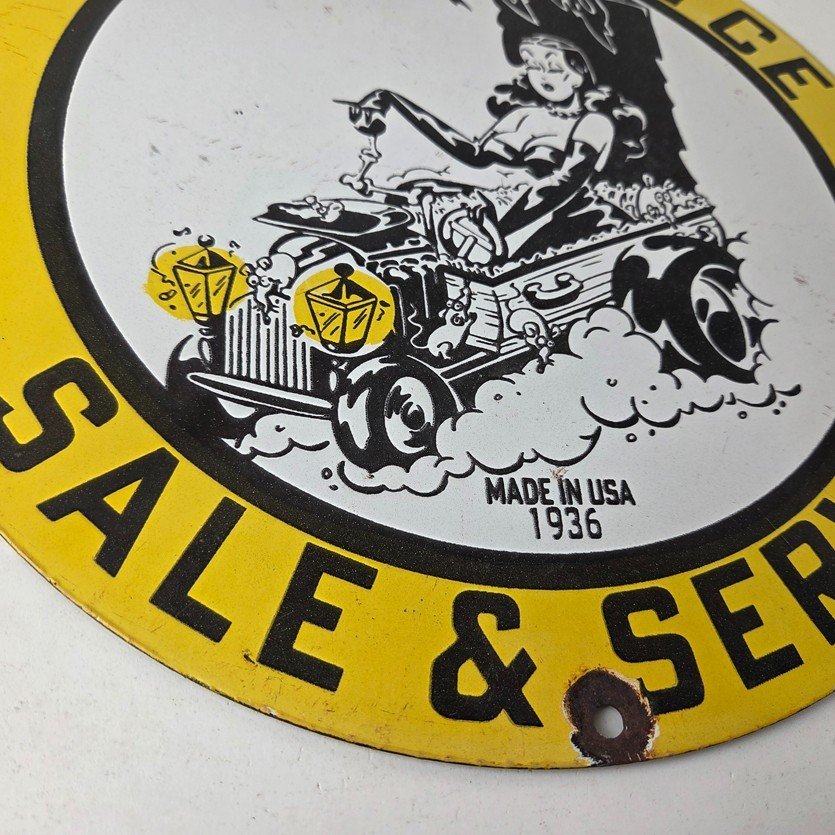 CE
MADE IN USA
1936
SALE & SER